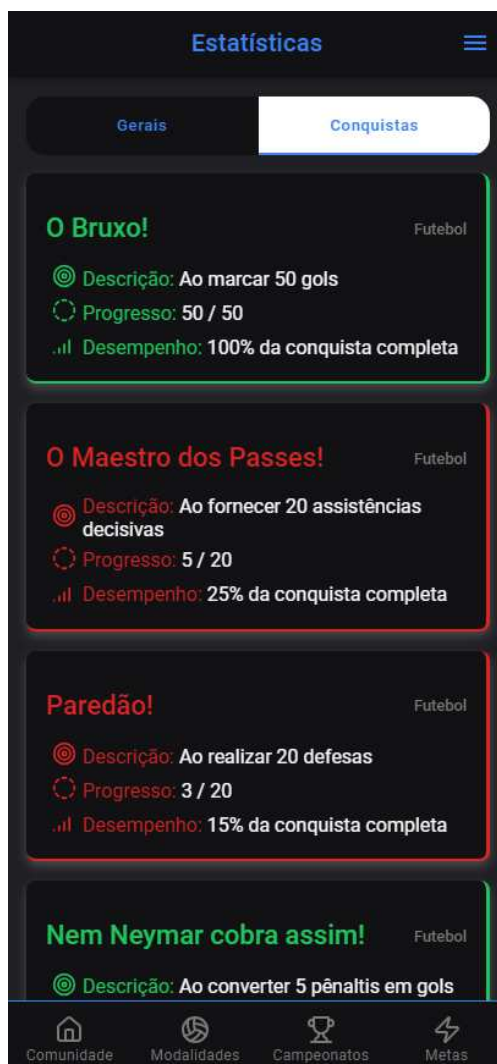 Estatísticas
Gerais
Conquistas
O Bruxo!
Futebol
Descrição: Ao marcar 50 gols
Progresso: 50 / 50
Desempenho: 100% da conquista completa
O Maestro dos Passes!
Futebol
Descrição: Ao fornecer 20 assistências
decisivas
Progresso: 5 / 20
Desempenho: 25% da conquista completa
Paredão!
Futebol
Descrição: Ao realizar 20 defesas
Progresso: 3 / 20
Desempenho: 15% da conquista completa
Nem Neymar cobra assim!
Futebol
Descrição: Ao converter 5 pênaltis em gols
Comunidade
Modalidades
Campeonatos
Metas